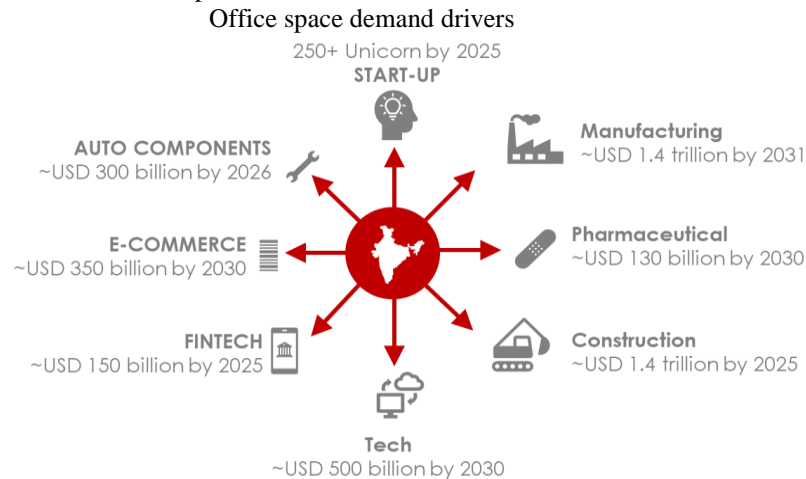 Office space demand drivers
250+ Unicorn by 2025
START-UP
AUTO COMPONENTS
~USD 300 billion by 2026
Manufacturing
~USD 1.4 trillion by 2031
E-COMMERCE
~USD 350 billion by 2030
Pharmaceutical
~USD 130 billion by 2030
FINTECH
~USD 150 billion by 2025
Construction
~USD 1.4 trillion by 2025
Tech
~USD 500 billion by 2030